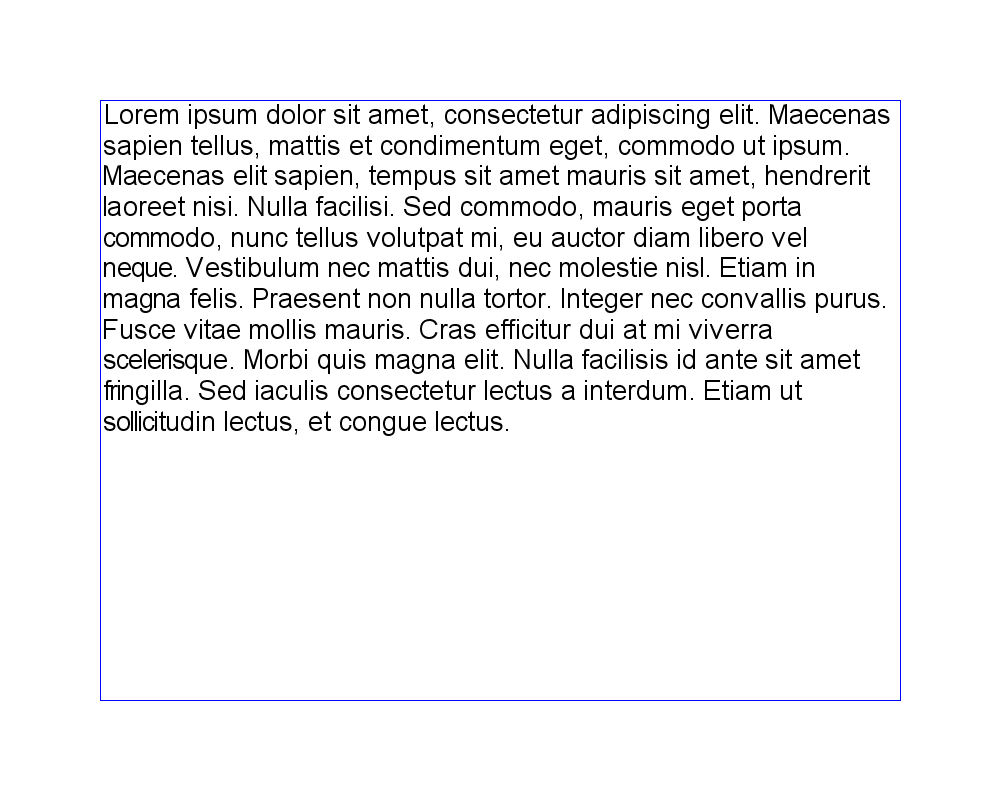 Lorem ipsum dolor sit amet, consectetur adipiscing elit. Maecenas
sapien tellus, mattis et condimentum eget, commodo ut ipsum.
Maecenas elit sapien, tempus sit amet mauris sit amet, hendrerit
laoreet nisi. Nulla facilisi. Sed commodo, mauris eget porta
commodo, nunc tellus volutpat mi, eu auctor diam libero vel
neque. Vestibulum nec mattis dui, nec molestie nisl. Etiam in
magna felis. Praesent non nulla tortor. Integer nec convallis purus.
Fusce vitae mollis mauris. Cras efficitur dui at mi viverra
scelerisque. Morbi quis magna elit. Nulla facilisis id ante sit amet
fringilla. Sed iaculis consectetur lectus a interdum. Etiam ut
sollicitudin lectus, et congue lectus.